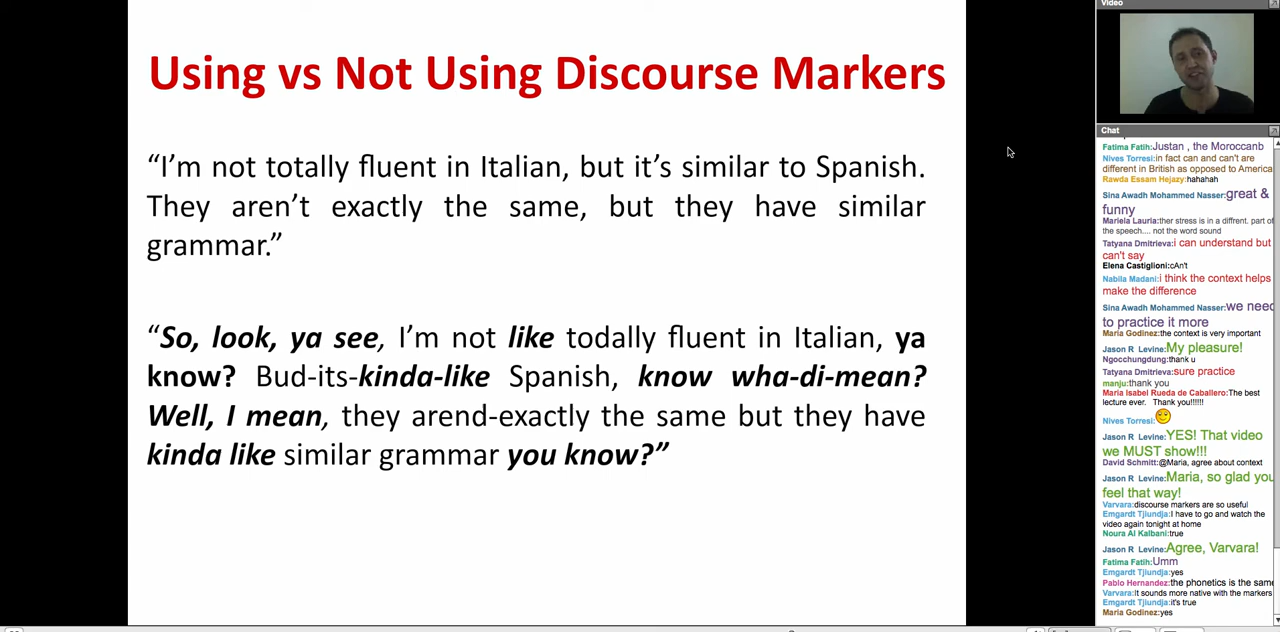 Using vs Not Using Discourse Markers
“I’m not totally fluent in Italian, but it’s similar to Spanish.
They aren’t exactly the same, but they have similar
grammar.”
“So, look, ya see, I’m not like todally fluent in Italian, ya
know? Bud-its-kinda-like Spanish, know wha-di-mean?
Well, I mean, they arend-exactly the same but they have
kinda like similar grammar you know?”
Video
Chat
Fatima Fatih:Justan , the Moroccanb
Nives Torresi:in fact can and can't are
different in British as opposed to America
Rawda Essam Hejazy:hahahah
Sina Awadh Mohammed Nasser:great &
funny
Mariela Lauria:ther stress is in a diffrent. part of
the speech.... not the word sound
Tatyana Dmitrieva:i can understand but
can't say
Elena Castiglioni:cAn't
Nabila Madani:i think the context helps
make the difference
Sina Awadh Mohammed Nasser:we need
to practice it more
Maria Godinez:the context is very important
Jason R Levine:My pleasure!
Ngocchungdung:thank u
Tatyana Dmitrieva:sure practice
manju:thank you
Maria Isabel Rueda de Caballero:The best
lecture ever. Thank you!!!!!!
Nives Torresi:
Jason R Levine:YES! That video
we MUST show!!!
David Schmitt:@Maria, agree about context
Jason R Levine:Maria, so glad you
feel that way!
Varvara:discourse markers are so useful
Emgardt Tjiundja:I have to go and watch the
video again tonight at home
Noura Al Kalbani:true
Jason R Levine:Agree, Varvara!
Fatima Fatih:Umm
Emgardt Tjiundja:yes
Pablo Hernandez:the phonetics is the same
Varvara:It sounds more native with the markers
Emgardt Tjiundja:it's true
Maria Godinez:yes